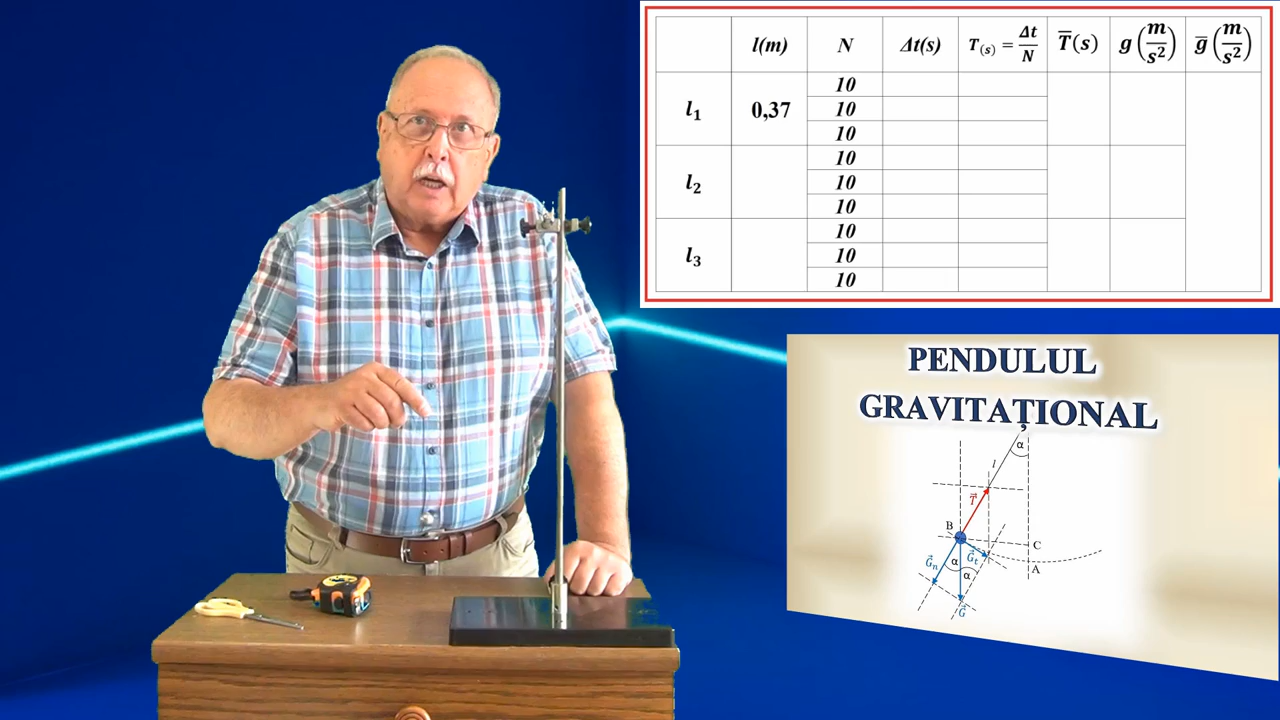 l(m) N Δt(s) T(s) = Δt/N T̅(s) g (m/s²) g̅ (m/s²)
10
l₁ 0,37 10
10
10
l₂ 10
10
10
l₃ 10
10
PENDULUL
GRAVITAȚIONAL
α
l
T⃗
B
C
G⃗t
G⃗n α A
α
G⃗